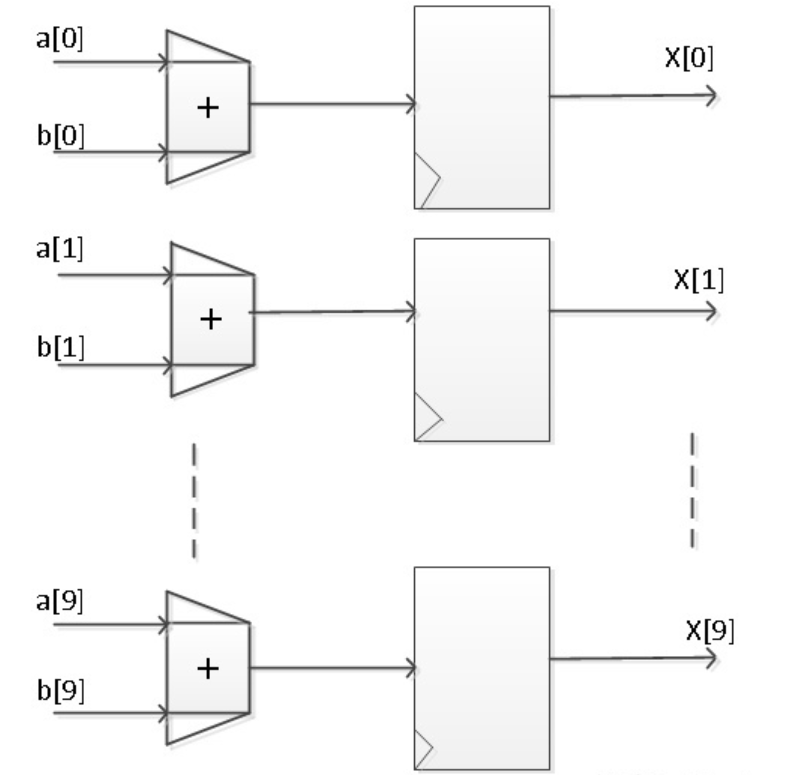 a[0]
X[0]
+
b[0]
a[1]
X[1]
+
b[1]
a[9]
X[9]
+
b[9]